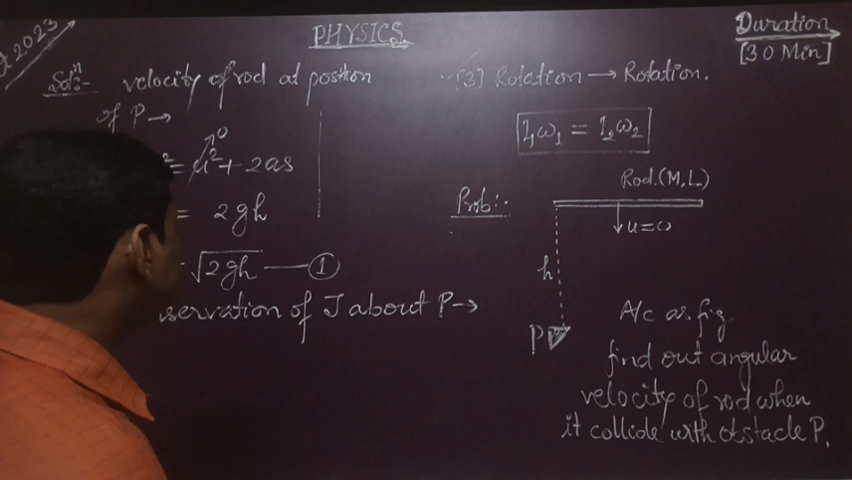 PHYSICS
Duration
[30 Min]
2023
Solⁿ:- velocity of rod at position
of P →
² = u²↗0 + 2as
= 2gh
√2gh —— ①
servation of J about P →
(3) Rotation → Rotation.
I₁ω₁ = I₂ω₂
Prob:-
Rod.(M,L)
u=0
h
P
A/c as fig
find out angular
velocity of rod when
it collide with obstacle P.